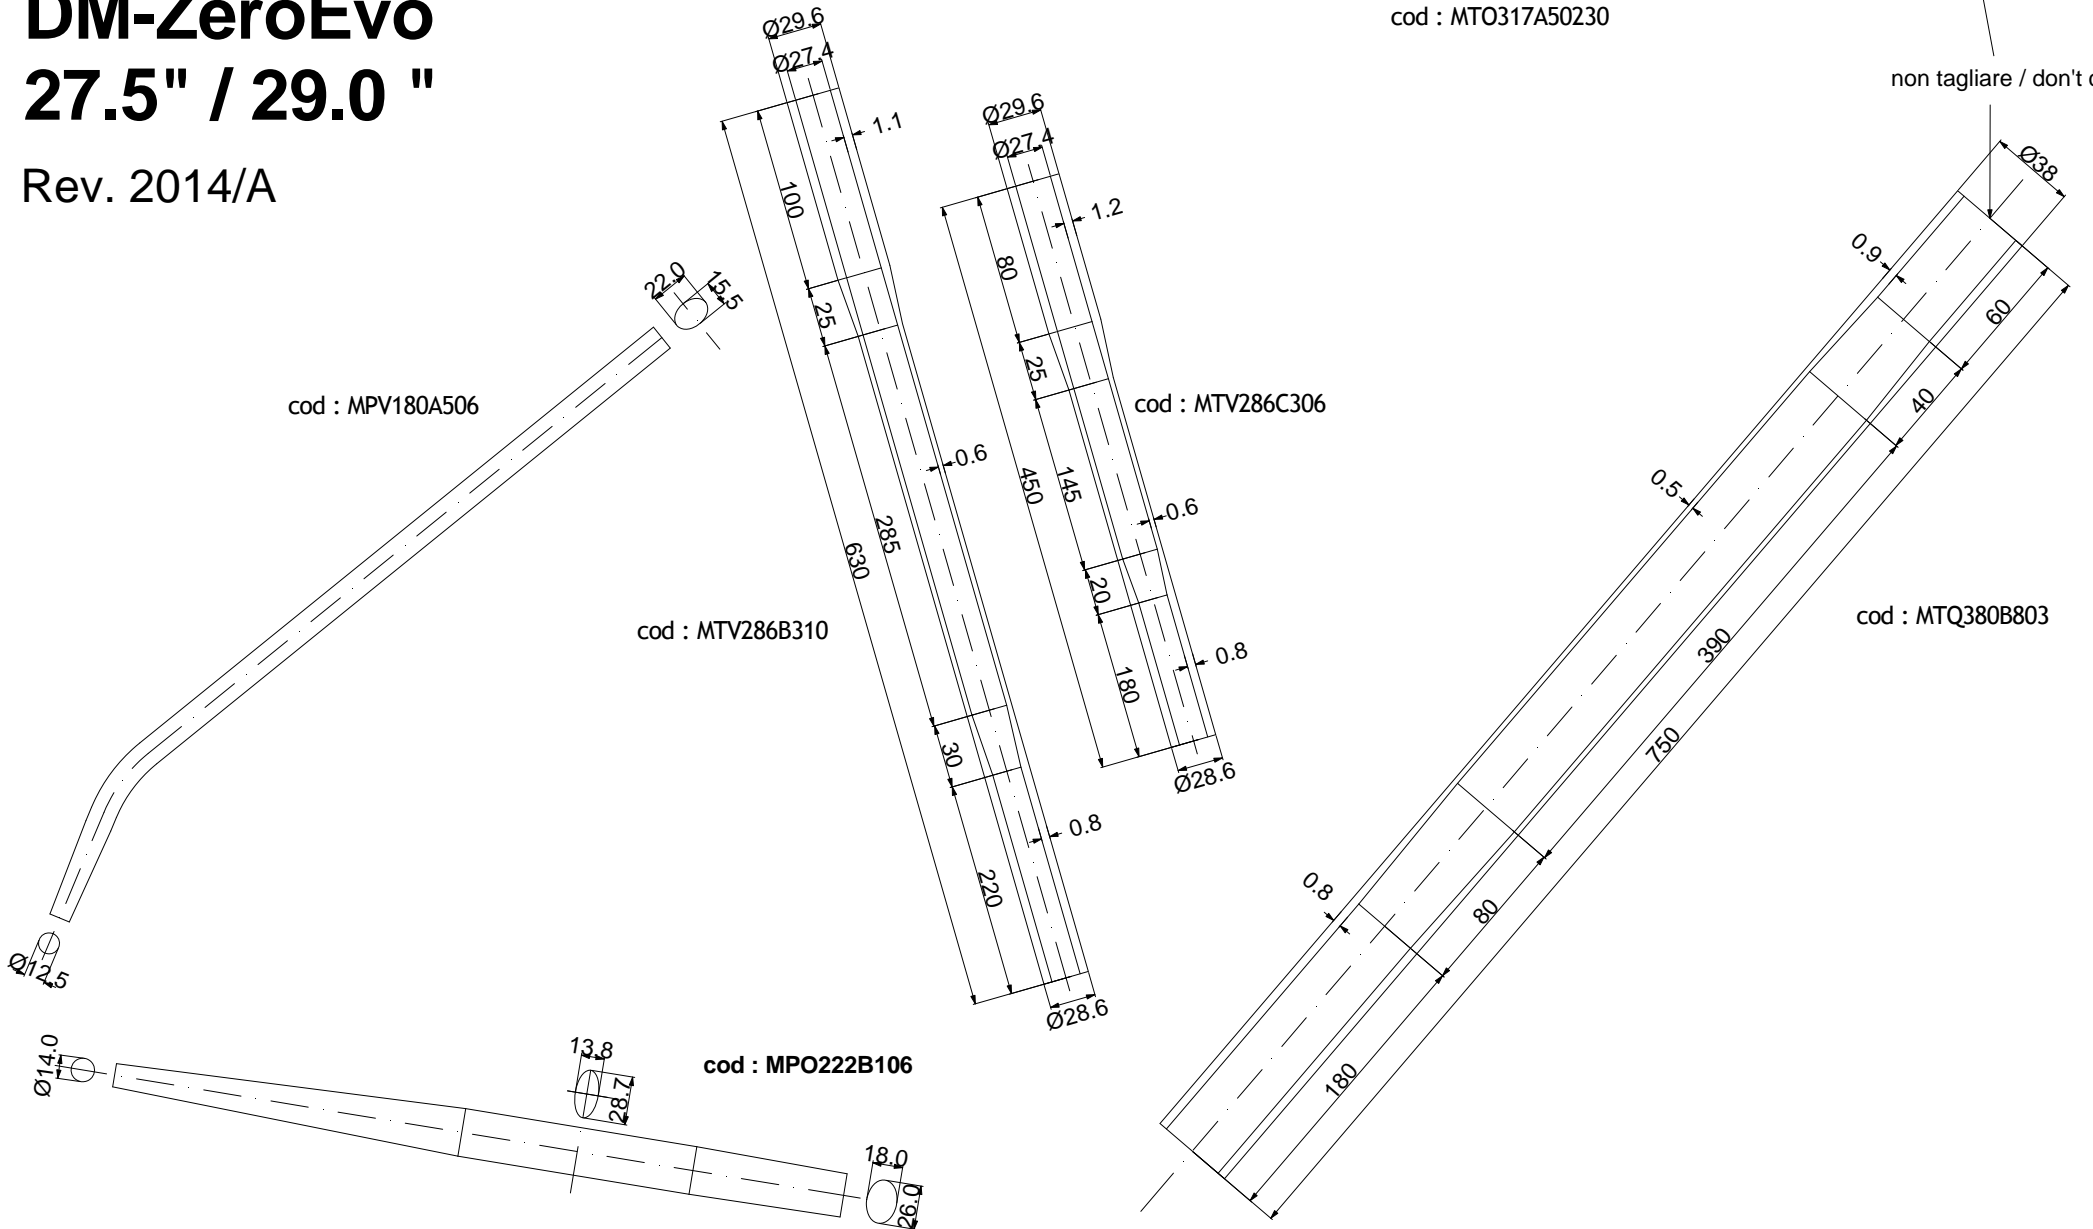 DM-ZeroEvo
27.5" / 29.0 "
Rev. 2014/A
cod : MTO317A50230
non tagliare / don't
Ø29.6
Ø27.4
1.1
100
25
0.6
285
630
30
0.8
220
Ø28.6
cod : MTV286B310
Ø29.6
Ø27.4
1.2
80
25
cod : MTV286C306
450
145
0.6
20
0.8
180
Ø28.6
Ø38
0.9
60
40
0.5
390
750
cod : MTQ380B803
0.8
80
180
22.0
15.5
cod : MPV180A506
Ø12.5
Ø14.0
13.8
28.7
cod : MPO222B106
18.0
26.0